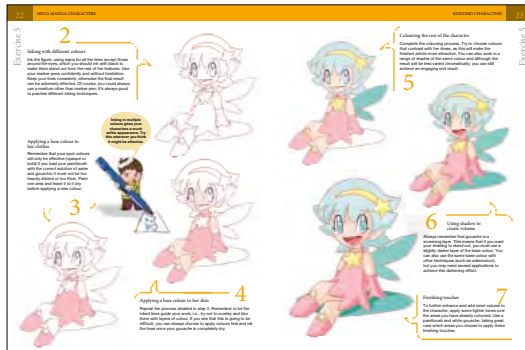 22
MEGA MANGA CHARACTERS
KODOMO CHARACTERS
23
Exercise 5
Exercise 5
2
Inking with different colours
Ink the figure, using sepia for all the lines except those
around the eyes, which you should ink with black to
make them stand out from the rest of her features. Use
your marker pens confidently and without hesitation.
Keep your lines consistent, otherwise the final result
can be adversely affected. Of course, you could always
use a medium other than marker pen; it's always good
to practise different inking techniques.
Inking in multiple
colours gives your
characters a much
softer appearance. Try
this whenever you think
it might be effective.
Applying a base colour to
her clothes
Remember that your spot colours
will only be effective (opaque or
bold) if you load your paintbrush
with the correct solution of water
and gouache; it must not be too
heavily diluted or too thick. Paint
one area and leave it to dry
before applying a new colour.
3
4
Applying a base colour to her skin
Repeat the process detailed in step 3. Remember to let the
inked lines guide your work; i.e., try not to overlay and blur
them with layers of colour. If you see that this is going to be
difficult, you can always choose to apply colours first and ink
the lines once your gouache is completely dry.
Colouring the rest of the character
Complete the colouring process. Try to choose colours
that contrast with her dress, as this will make the
finished article more attractive. You can also work in a
range of shades of the same colour and although the
result will be less varied chromatically, you can still
achieve an engaging end result.
5
6
Using shadow to
create volume
Always remember that gouache is a
screening layer. This means that if you want
your shading to stand out, you must use a
slightly darker layer of the base colour. You
can also use the same base colour with
other techniques (such as watercolour),
but you may need several applications to
achieve this darkening effect.
7
Finishing touches
To further enhance and add more volume to
the character, apply some lighter tones over
the areas you have already coloured. Use a
paintbrush and white gouache, taking great
care which areas you choose to apply these
finishing touches.